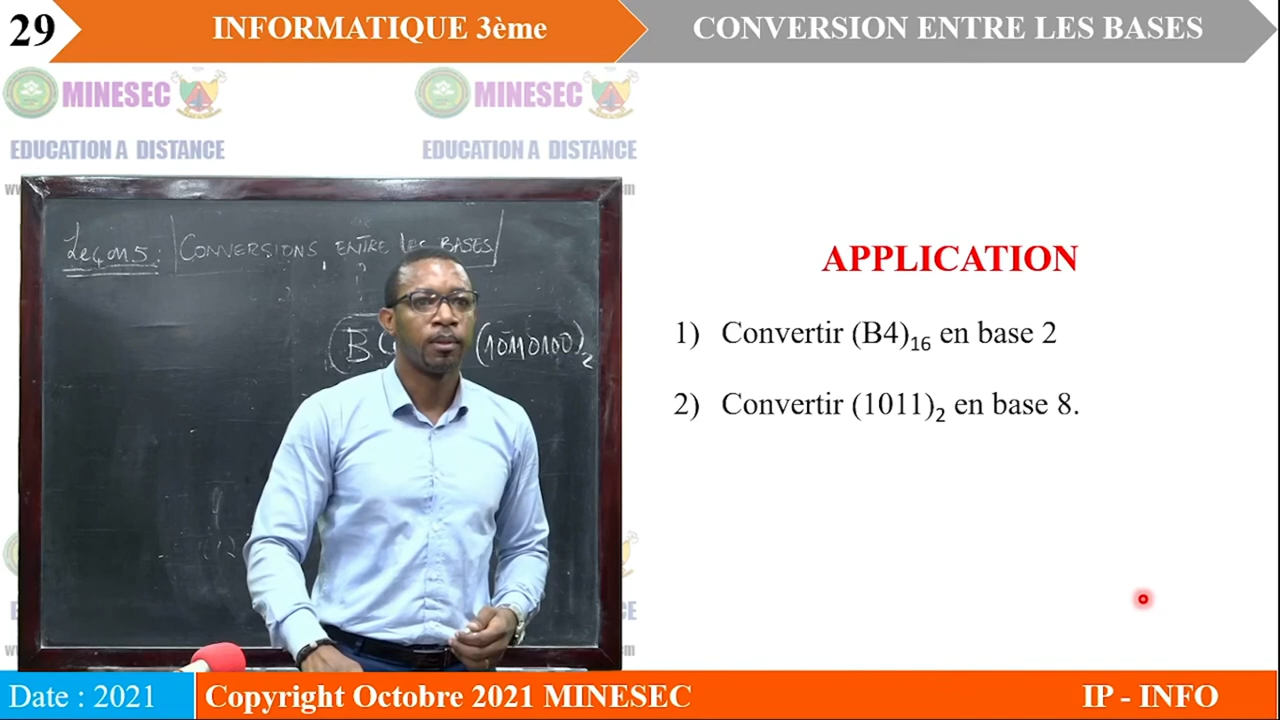 29
INFORMATIQUE 3ème
CONVERSION ENTRE LES BASES
MINESEC
MINESEC
EDUCATION A DISTANCE
EDUCATION A DISTANCE
Leçon 5 : CONVERSIONS ENTRE LES BASES
(B (10110100)2
APPLICATION
1) Convertir (B4)16 en base 2
2) Convertir (1011)2 en base 8.
Date : 2021
Copyright Octobre 2021 MINESEC
IP - INFO